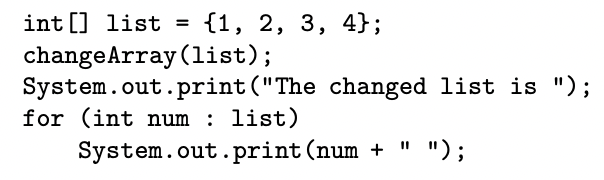 int[] list = {1, 2, 3, 4};
changeArray(list);
System.out.print("The changed list is ");
for (int num : list)
    System.out.print(num + " ");